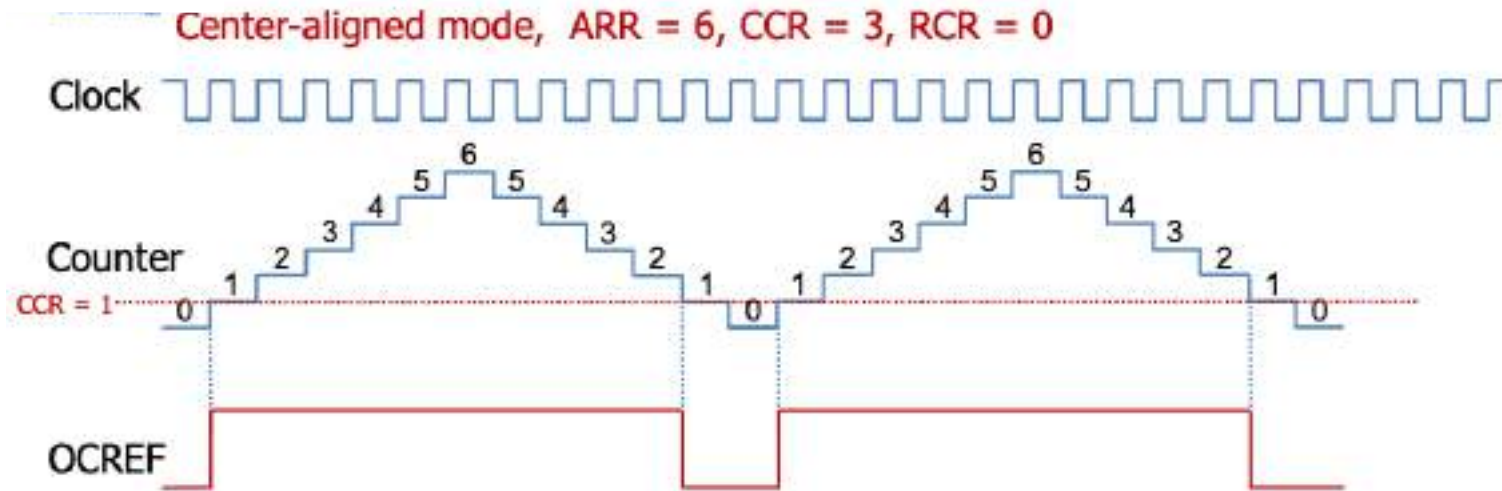 Center-aligned mode, ARR = 6, CCR = 3, RCR = 0
Clock
6 6
5 5 5 5
4 4 4 4
3 3 3 3
Counter 2 2 2 2
1 1 1 1
CCR = 1 0 0 0
OCREF